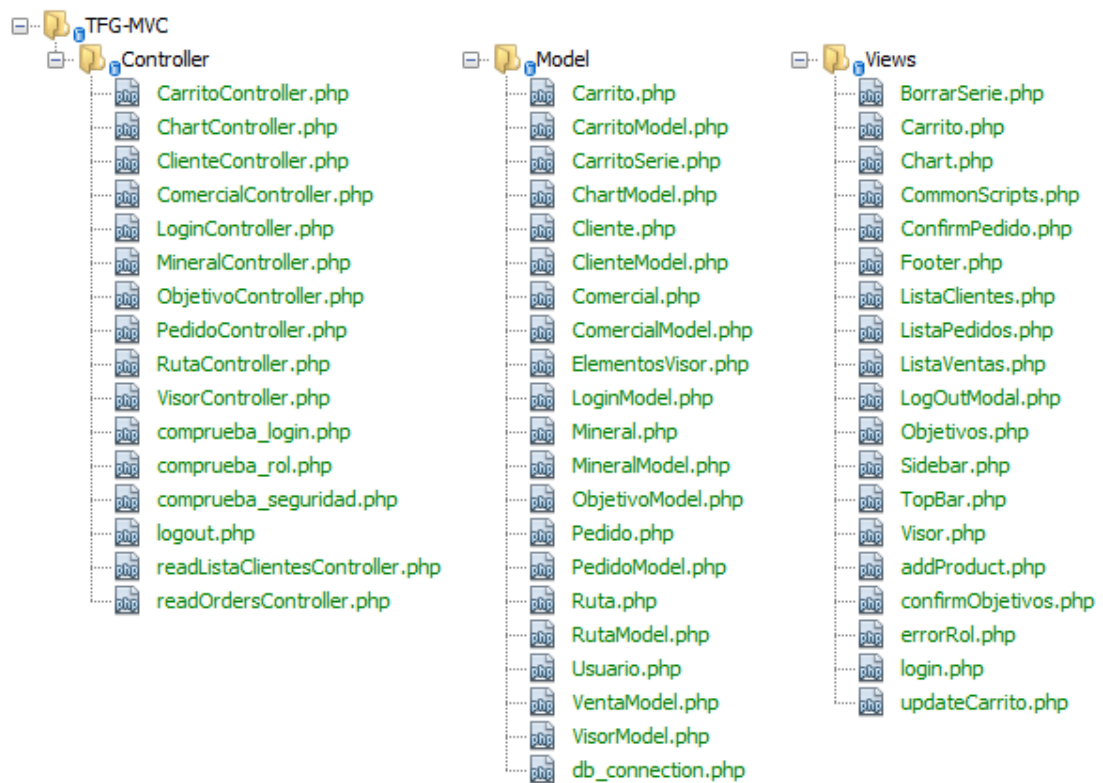 TFG-MVC
Controller
CarritoController.php
ChartController.php
ClienteController.php
ComercialController.php
LoginController.php
MineralController.php
ObjetivoController.php
PedidoController.php
RutaController.php
VisorController.php
comprueba_login.php
comprueba_rol.php
comprueba_seguridad.php
logout.php
readListaClientesController.php
readOrdersController.php
Model
Carrito.php
CarritoModel.php
CarritoSerie.php
ChartModel.php
Cliente.php
ClienteModel.php
Comercial.php
ComercialModel.php
ElementosVisor.php
LoginModel.php
Mineral.php
MineralModel.php
ObjetivoModel.php
Pedido.php
PedidoModel.php
Ruta.php
RutaModel.php
Usuario.php
VentaModel.php
VisorModel.php
db_connection.php
Views
BorrarSerie.php
Carrito.php
Chart.php
CommonScripts.php
ConfirmPedido.php
Footer.php
ListaClientes.php
ListaPedidos.php
ListaVentas.php
LogOutModal.php
Objetivos.php
Sidebar.php
TopBar.php
Visor.php
addProduct.php
confirmObjetivos.php
errorRol.php
login.php
updateCarrito.php